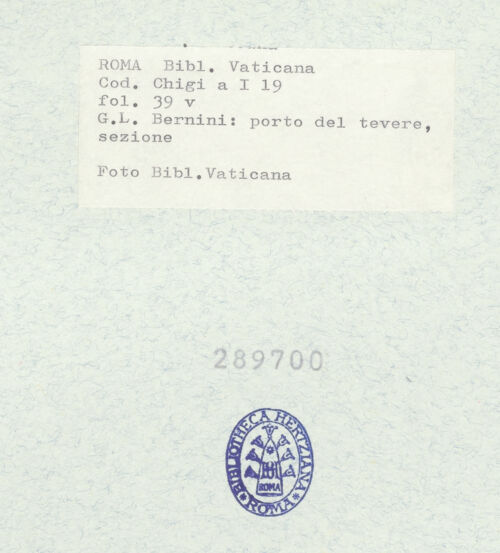 ROMA Bibl. Vaticana
Cod. Chigi a I 19
fol. 39 v
G.L. Bernini: porto del tevere,
sezione
Foto Bibl.Vaticana
289700
BIBLIOTHECA HERTZIANA
ROMA
ROMA